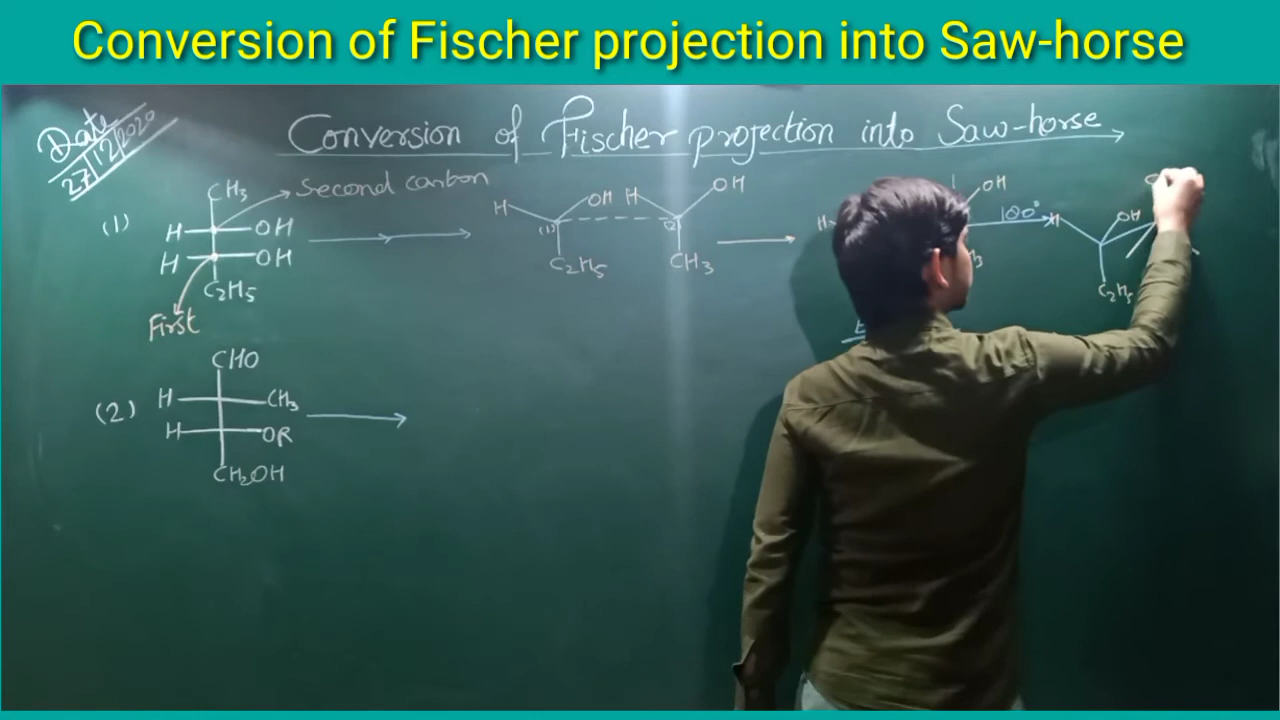 Conversion of Fischer projection into Saw-horse
Date
27/12/2020
Conversion of Fischer projection into Saw-horse
(1)
CH3
Second carbon
H OH
H OH
C2H5
First
H OH H OH
(1) (2)
C2H5 CH3
OH
180°
H OH
C2H5
(2)
CHO
H CH3
H OR
CH2OH